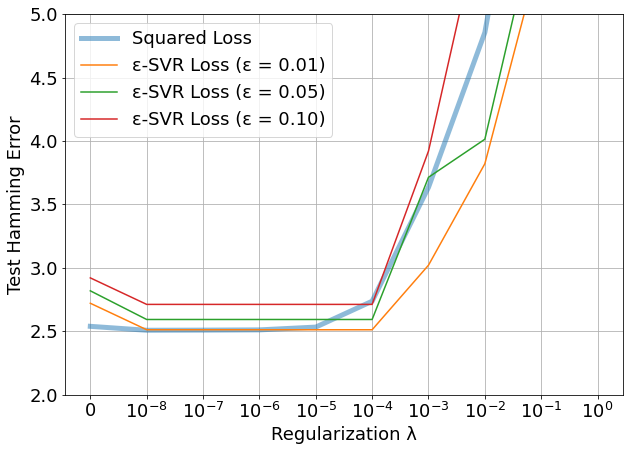 Squared Loss
ε-SVR Loss (ε = 0.01)
ε-SVR Loss (ε = 0.05)
ε-SVR Loss (ε = 0.10)
Test Hamming Error
5.0
4.5
4.0
3.5
3.0
2.5
2.0
0 10⁻⁸ 10⁻⁷ 10⁻⁶ 10⁻⁵ 10⁻⁴ 10⁻³ 10⁻² 10⁻¹ 10⁰
Regularization λ